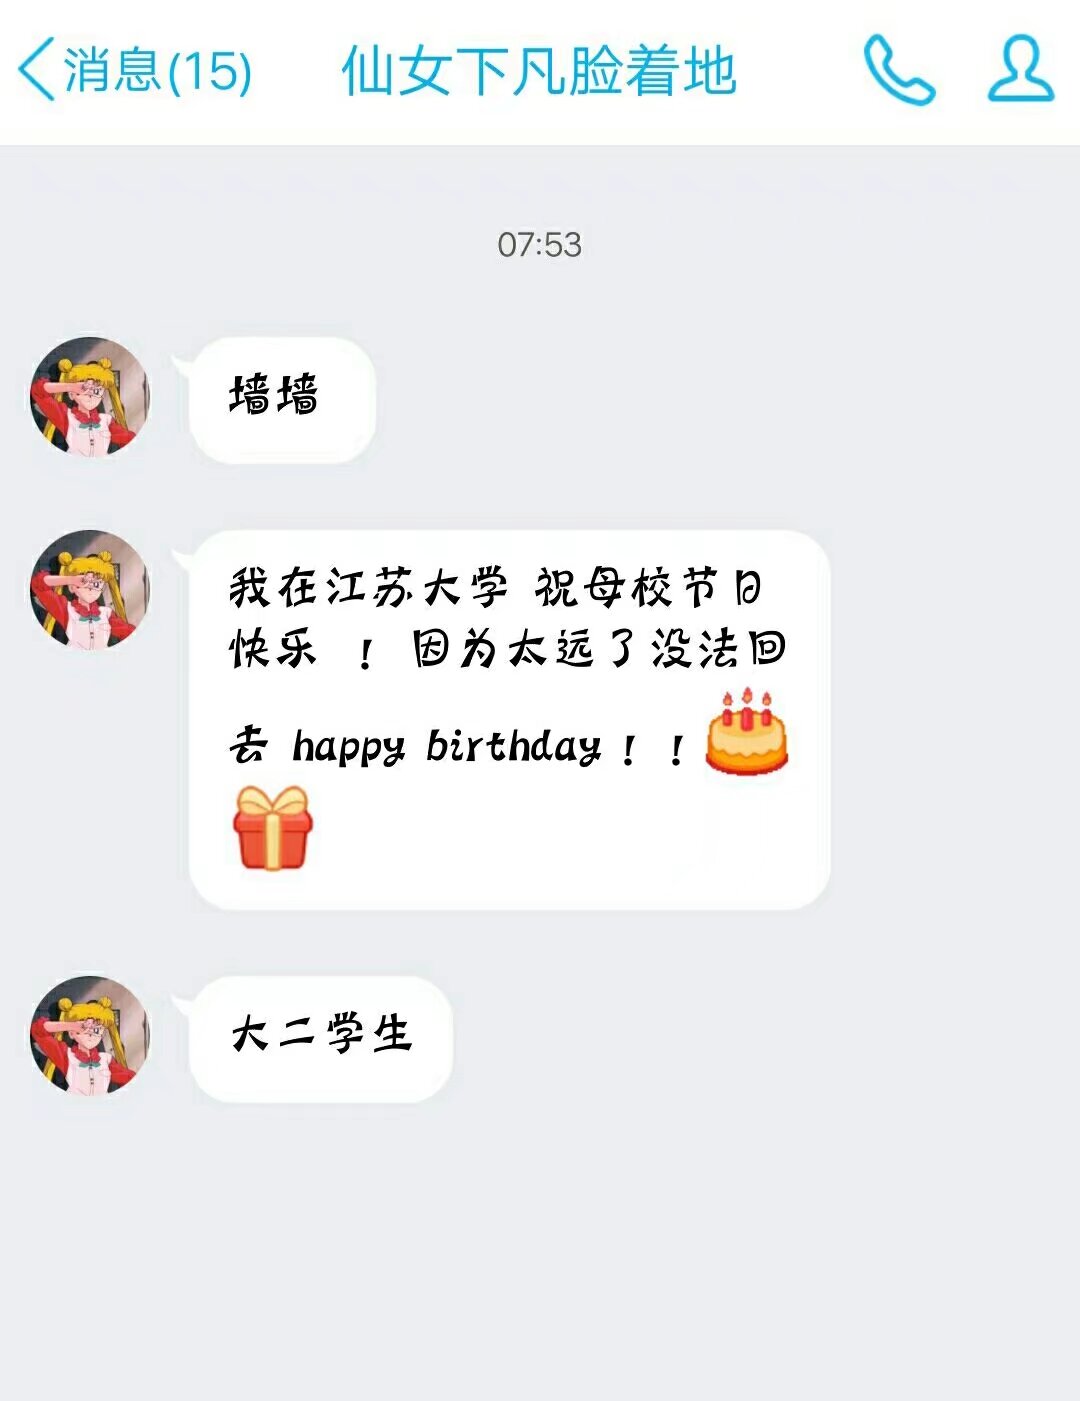 消息(15)
仙女下凡脸着地
07:53
墙墙
我在江苏大学 祝母校节日
快乐 ！ 因为太远了没法回
去 happy birthday！！
大二学生